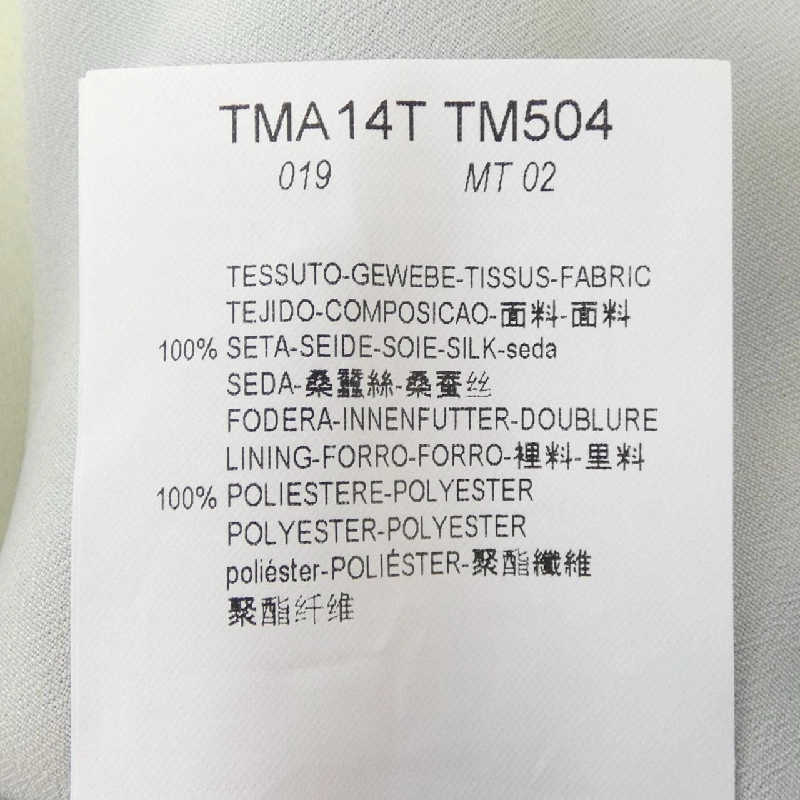 TMA14T TM504
019 MT 02
TESSUTO-GEWEBE-TISSUS-FABRIC
TEJIDO-COMPOSICAO-面料-面料
100% SETA-SEIDE-SOIE-SILK-seda
SEDA-桑蠶絲-桑蚕丝
FODERA-INNENFUTTER-DOUBLURE
LINING-FORRO-FORRO-裡料-里料
100% POLIESTERE-POLYESTER
POLYESTER-POLYESTER
poliéster-POLIÉSTER-聚酯纖維
聚酯纤维